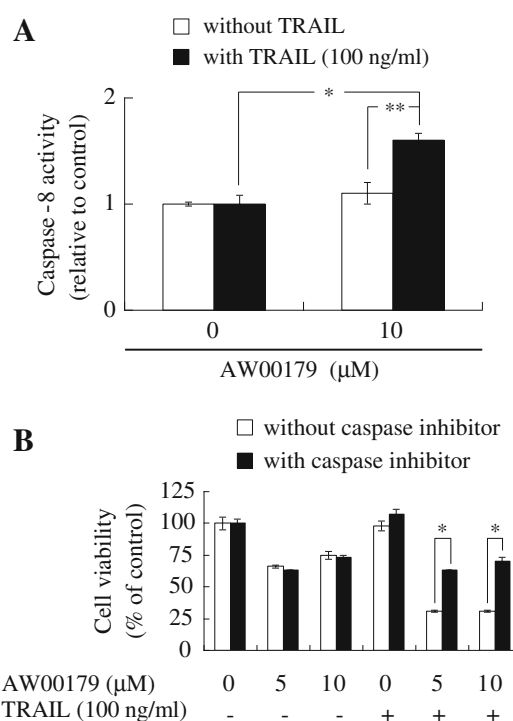 A
without TRAIL
with TRAIL (100 ng/ml)
Caspase -8 activity
(relative to control)
2
1
0
*
**
0 10
AW00179 (μM)
B
without caspase inhibitor
with caspase inhibitor
Cell viability
(% of control)
125
100
75
50
25
0
* *
AW00179 (μM) 0 5 10 0 5 10
TRAIL (100 ng/ml) - - - + + +